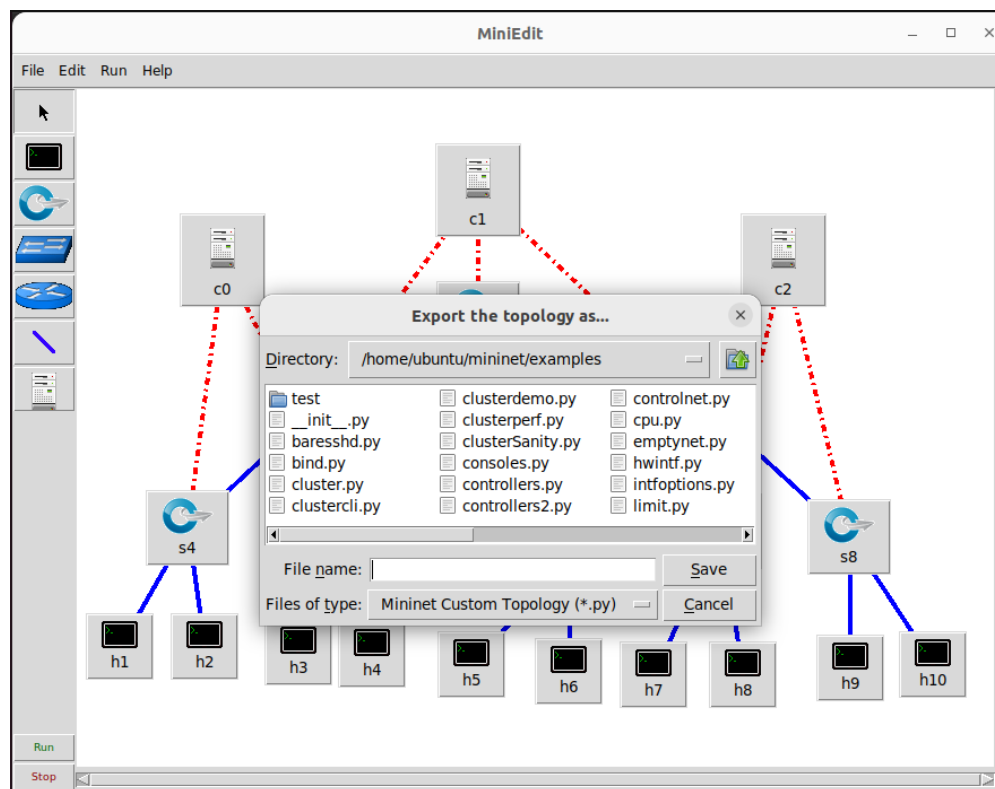 MiniEdit
File Edit Run Help
c1
c0
c2
Export the topology as...
Directory: /home/ubuntu/mininet/examples
test clusterdemo.py controlnet.py
__init__.py clusterperf.py cpu.py
baresshd.py clusterSanity.py emptynet.py
bind.py consoles.py hwintf.py
cluster.py controllers.py intfoptions.py
clustercli.py controllers2.py limit.py
s4
s8
File name: Save
Files of type: Mininet Custom Topology (*.py) Cancel
h1 h2 h3 h4 h5 h6 h7 h8 h9 h10
Run
Stop